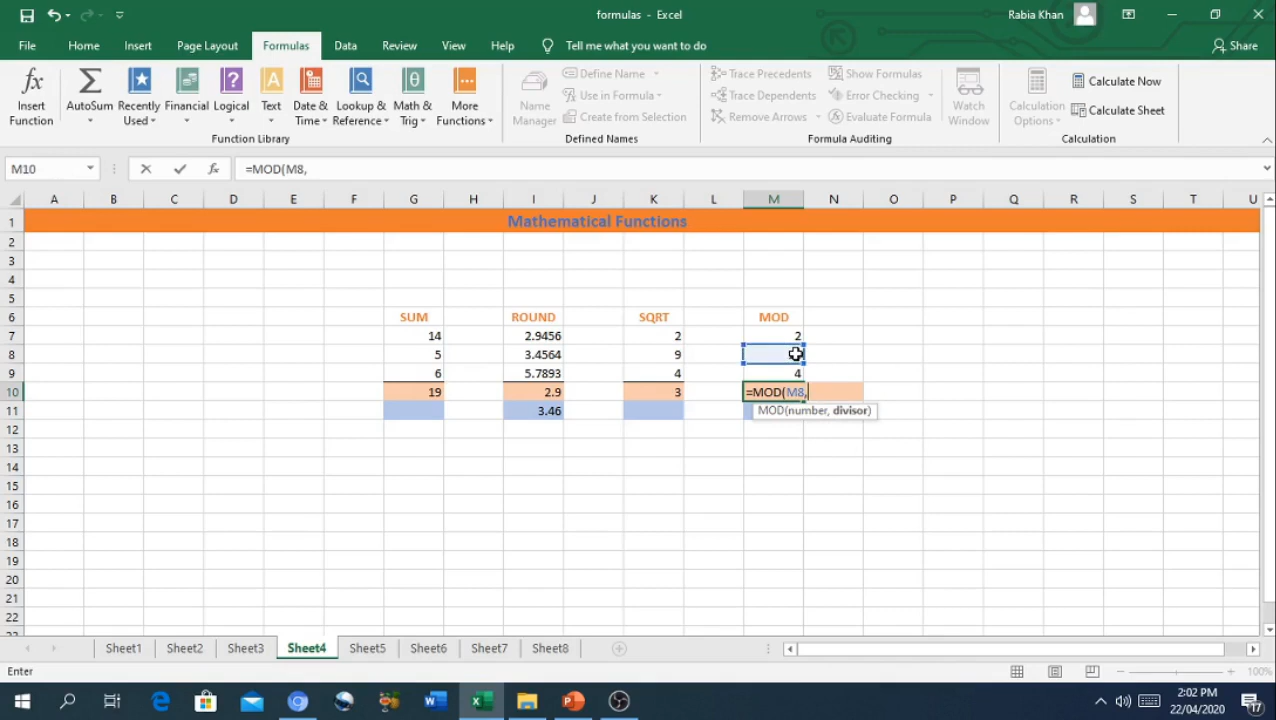 formulas - Excel
Rabia Khan
File Home Insert Page Layout Formulas Data Review View Help Tell me what you want to do Share
Insert Function
AutoSum
Recently Used
Financial
Logical
Text
Date & Time
Lookup & Reference
Math & Trig
More Functions
Function Library
Name Manager
Define Name
Use in Formula
Create from Selection
Defined Names
Trace Precedents
Trace Dependents
Remove Arrows
Show Formulas
Error Checking
Evaluate Formula
Formula Auditing
Watch Window
Calculation Options
Calculate Now
Calculate Sheet
Calculation
M10 fx =MOD(M8,
A B C D E F G H I J K L M N O P Q R S T U
1 Mathematical Functions
2
3
4
5
6 SUM ROUND SQRT MOD
7 14 2.9456 2 2
8 5 3.4564 9
9 6 5.7893 4 4
10 19 2.9 3 =MOD(M8,
11 3.46 MOD(number, divisor)
12
13
14
15
16
17
18
19
20
21
22
Sheet1 Sheet2 Sheet3 Sheet4 Sheet5 Sheet6 Sheet7 Sheet8
Enter 100%
2:02 PM
22/04/2020
17